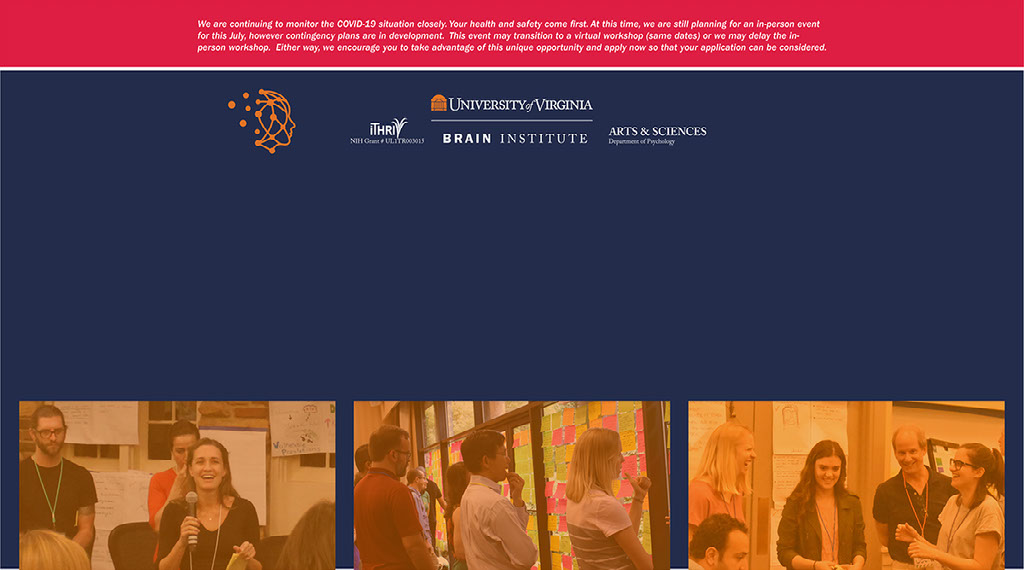 We are continuing to monitor the COVID-19 situation closely. Your health and safety come first. At this time, we are still planning for an in-person event
for this July, however contingency plans are in development.  This event may transition to a virtual workshop (same dates) or we may delay the in-
person workshop.  Either way, we encourage you to take advantage of this unique opportunity and apply now so that your application can be considered.
UNIVERSITY of VIRGINIA
iTHRIV
NIH Grant # UL1TR003015
BRAIN INSTITUTE
ARTS & SCIENCES
Department of Psychology